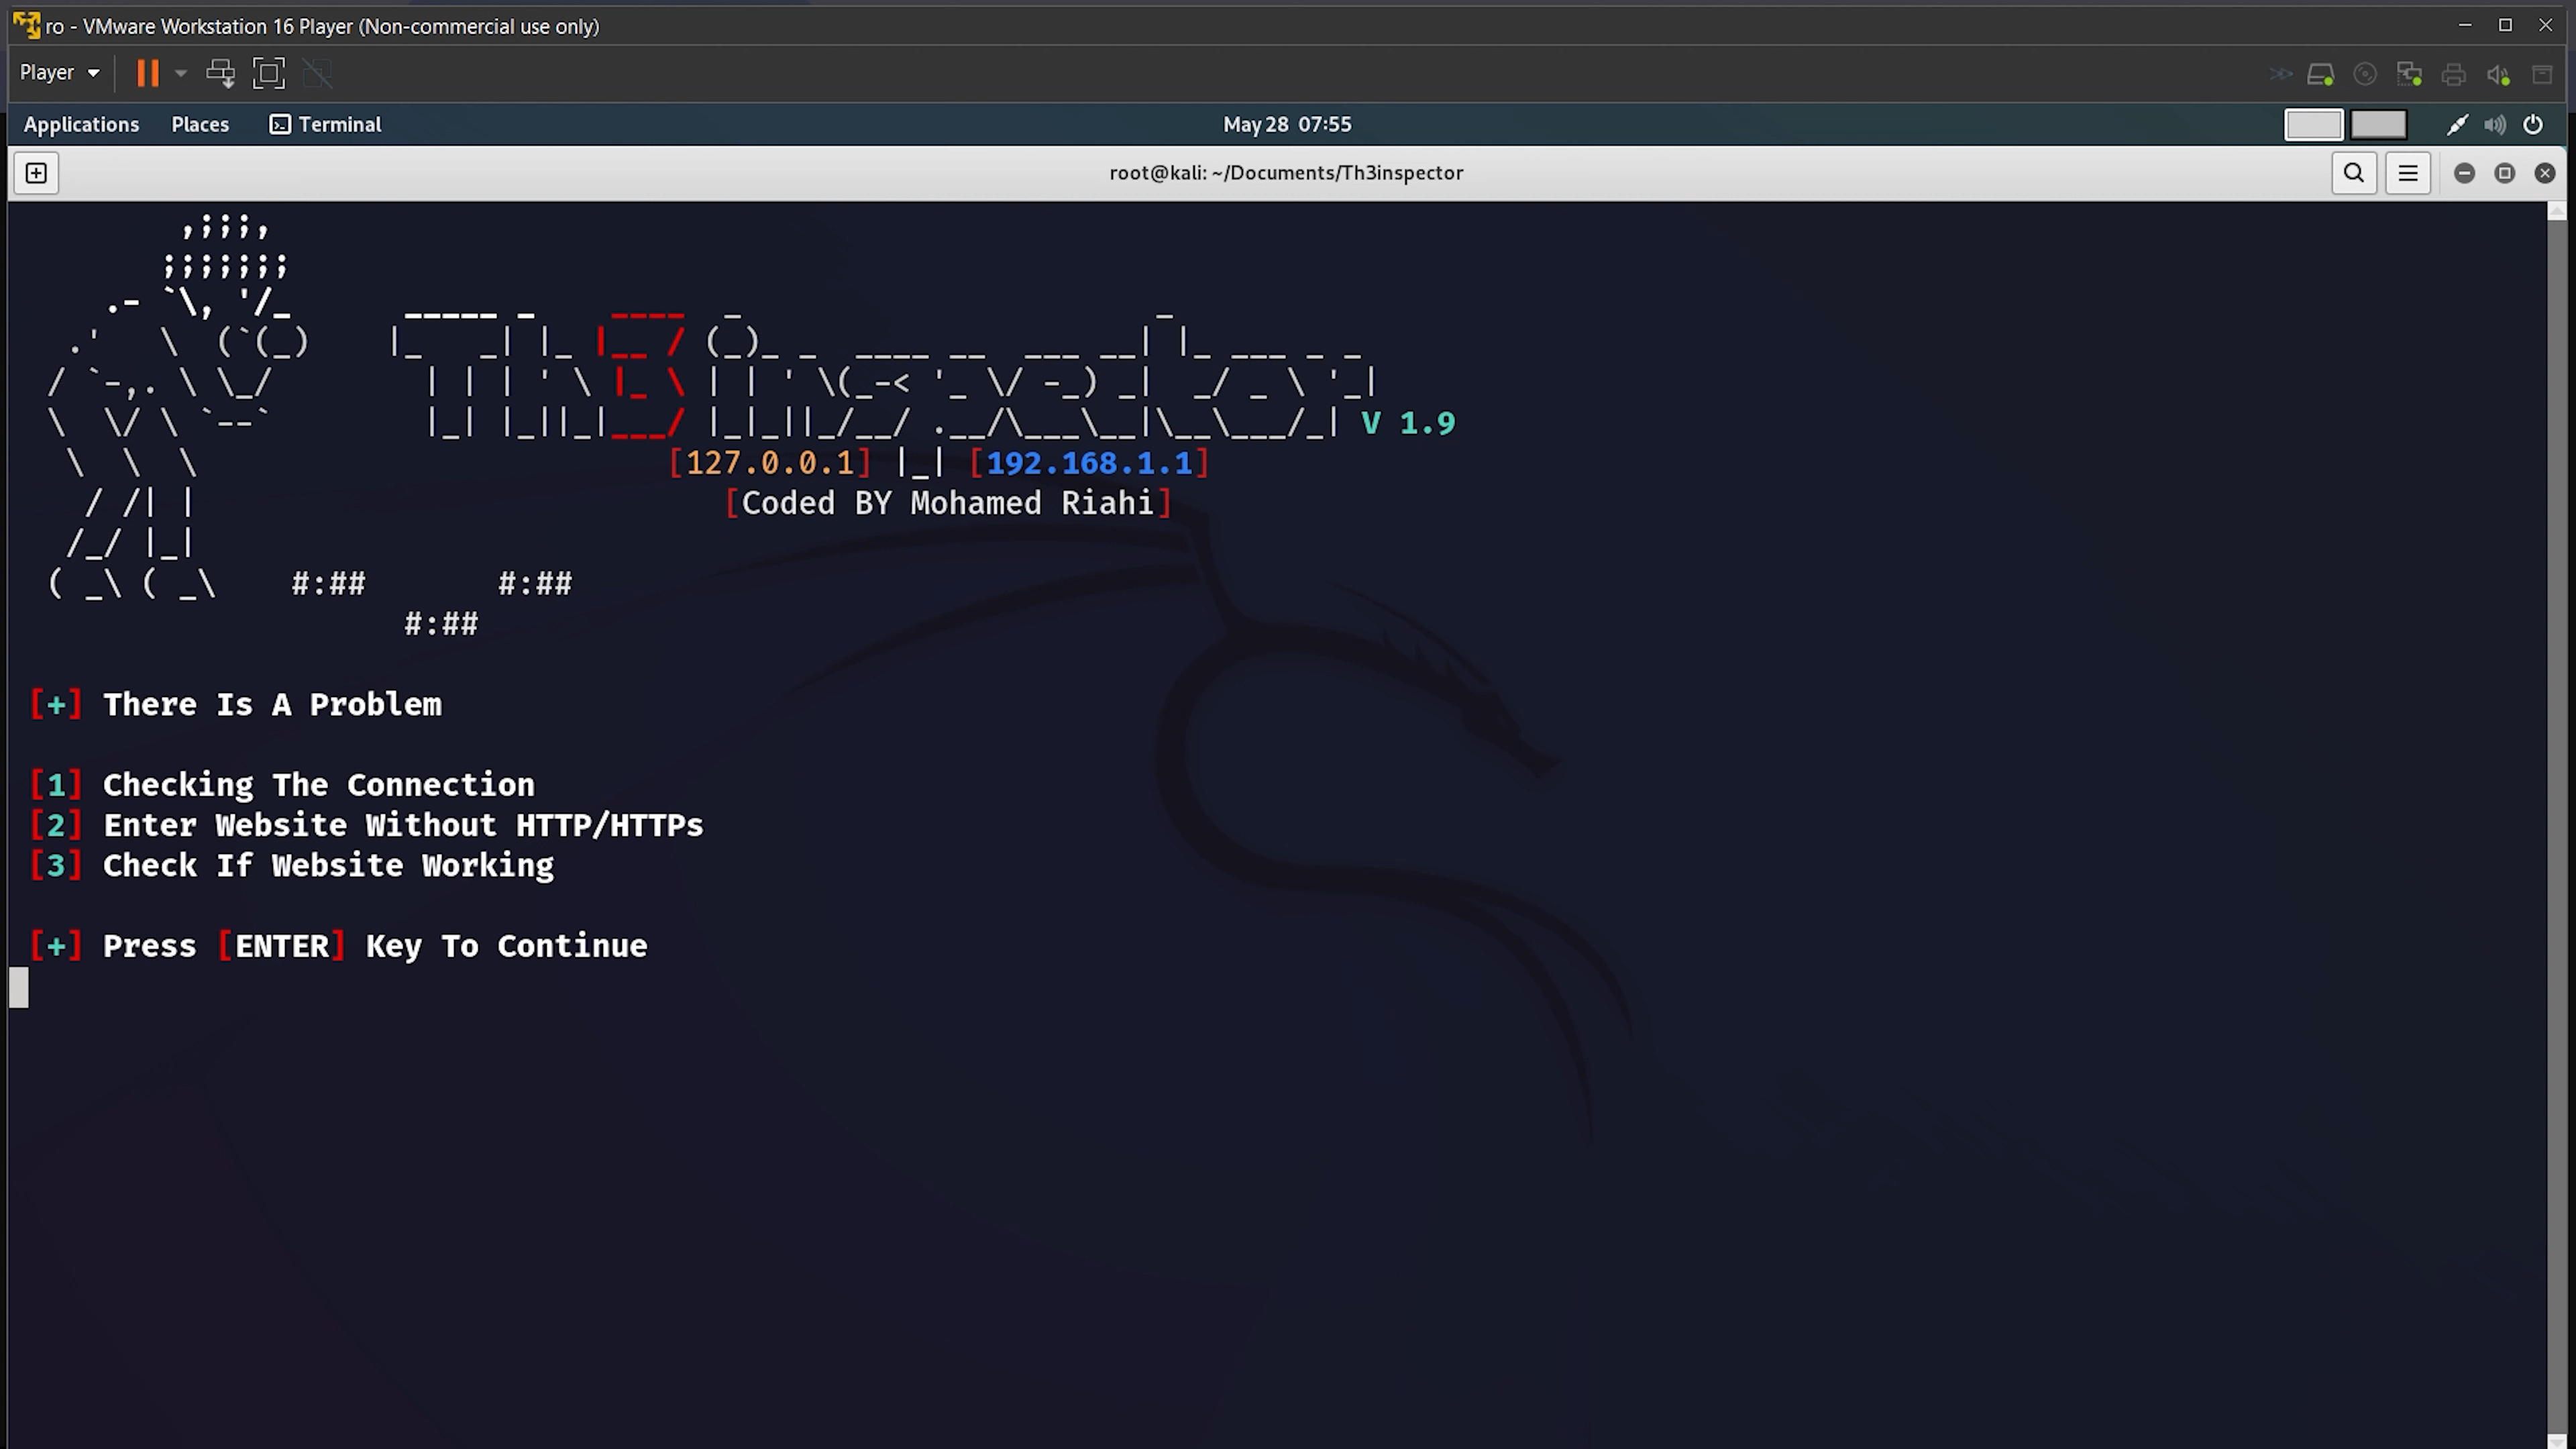 ro - VMware Workstation 16 Player (Non-commercial use only)
Player
Applications Places Terminal May 28 07:55
root@kali: ~/Documents/Th3inspector
Th3inspector V 1.9
[127.0.0.1] |_| [192.168.1.1]
[Coded BY Mohamed Riahi]
#:## #:##
#:##
[+] There Is A Problem
[1] Checking The Connection
[2] Enter Website Without HTTP/HTTPs
[3] Check If Website Working
[+] Press [ENTER] Key To Continue